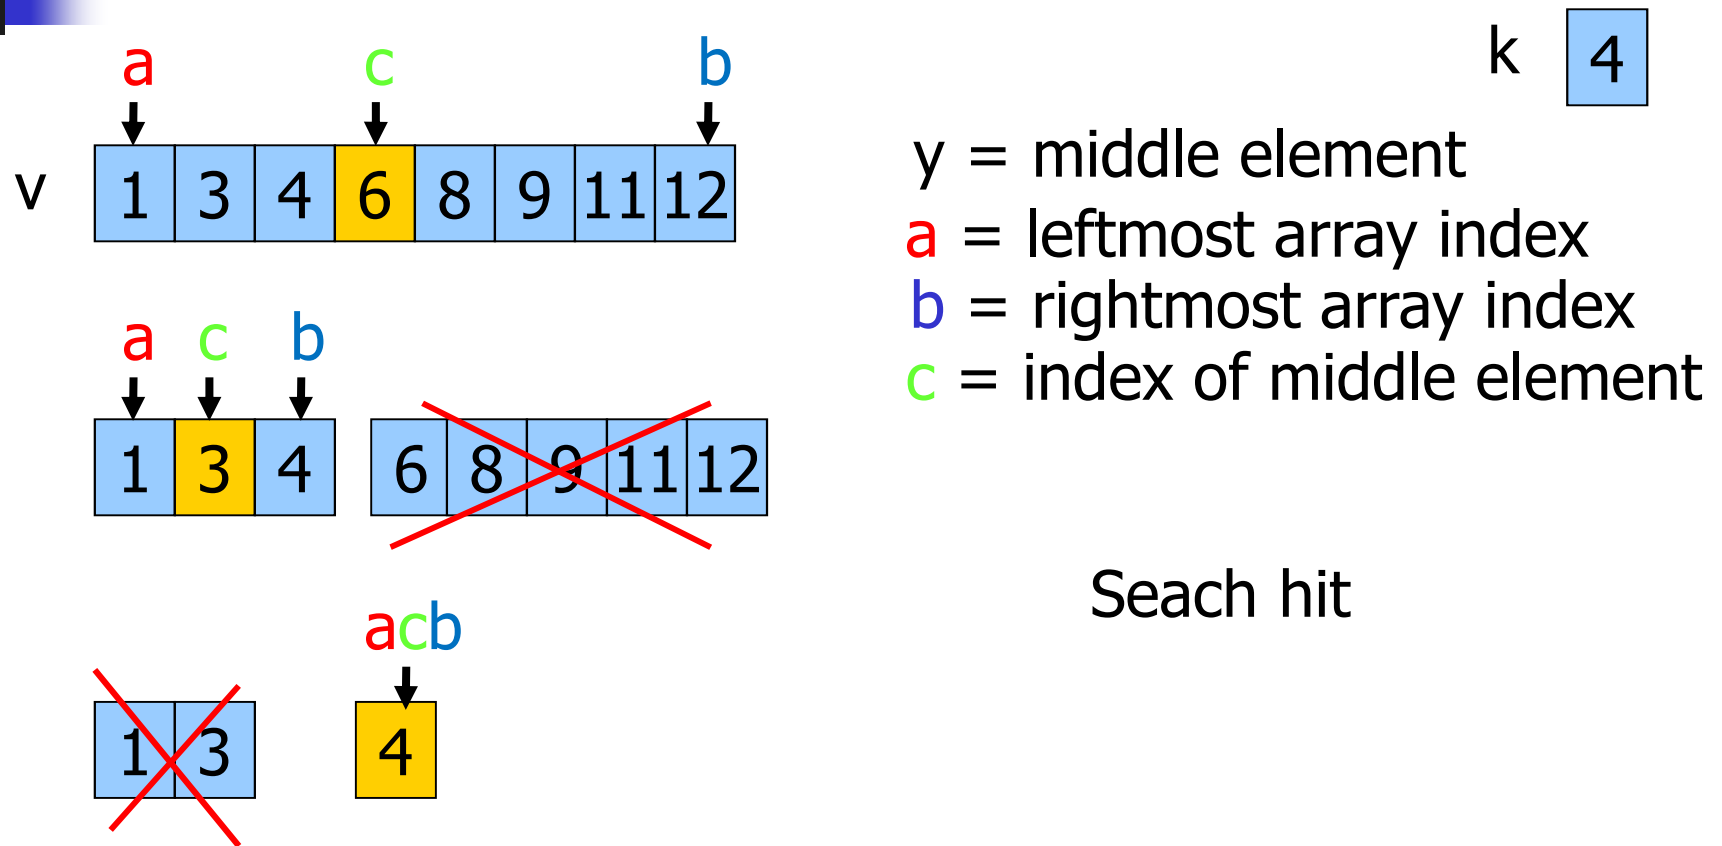 a c b
k 4
v 1 3 4 6 8 9 11 12
y = middle element
a = leftmost array index
b = rightmost array index
c = index of middle element
a c b
1 3 4 6 8 9 11 12
Seach hit
acb
1 3 4